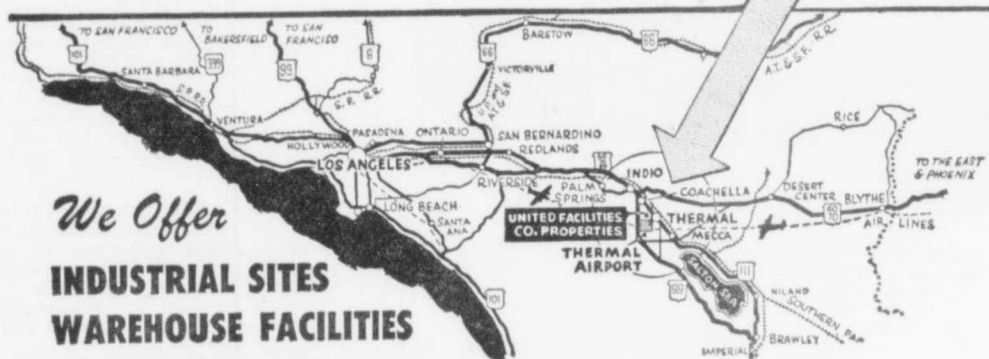 TO SAN FRANCISCO
TO BAKERSFIELD
TO SAN FRANCISCO
101
399
99
6
BARSTOW
66
66
A.T.&S.F. R.R.
SANTA BARBARA
S.P.R.R.
S.P. R.R.
VICTORVILLE
U.P. and AT.&S.F.
VENTURA
HOLLYWOOD
PASADENA
ONTARIO
SAN BERNARDINO
REDLANDS
RICE
LOS ANGELES
RIVERSIDE
PALM SPRINGS
INDIO
COACHELLA
DESERT CENTER
BLYTHE
TO THE EAST & PHOENIX
60
70
AIR LINES
LONG BEACH
SANTA ANA
UNITED FACILITIES CO. PROPERTIES
THERMAL
MECCA
THERMAL AIRPORT
SALTON SEA
111
99
101
NILAND
SOUTHERN PAC.
BRAWLEY
IMPERIAL
We Offer
INDUSTRIAL SITES
WAREHOUSE FACILITIES